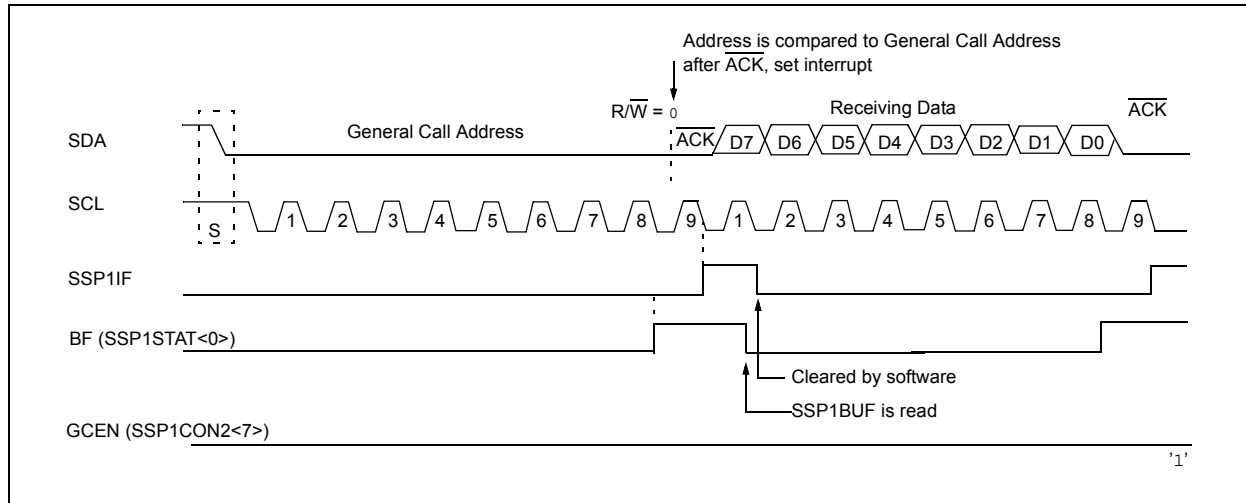 Address is compared to General Call Address
after ACK, set interrupt
R/W = 0
Receiving Data
ACK
SDA
General Call Address
ACK D7 D6 D5 D4 D3 D2 D1 D0
SCL
S
1 2 3 4 5 6 7 8 9 1 2 3 4 5 6 7 8 9
SSP1IF
BF (SSP1STAT<0>)
Cleared by software
SSP1BUF is read
GCEN (SSP1CON2<7>)
'1'